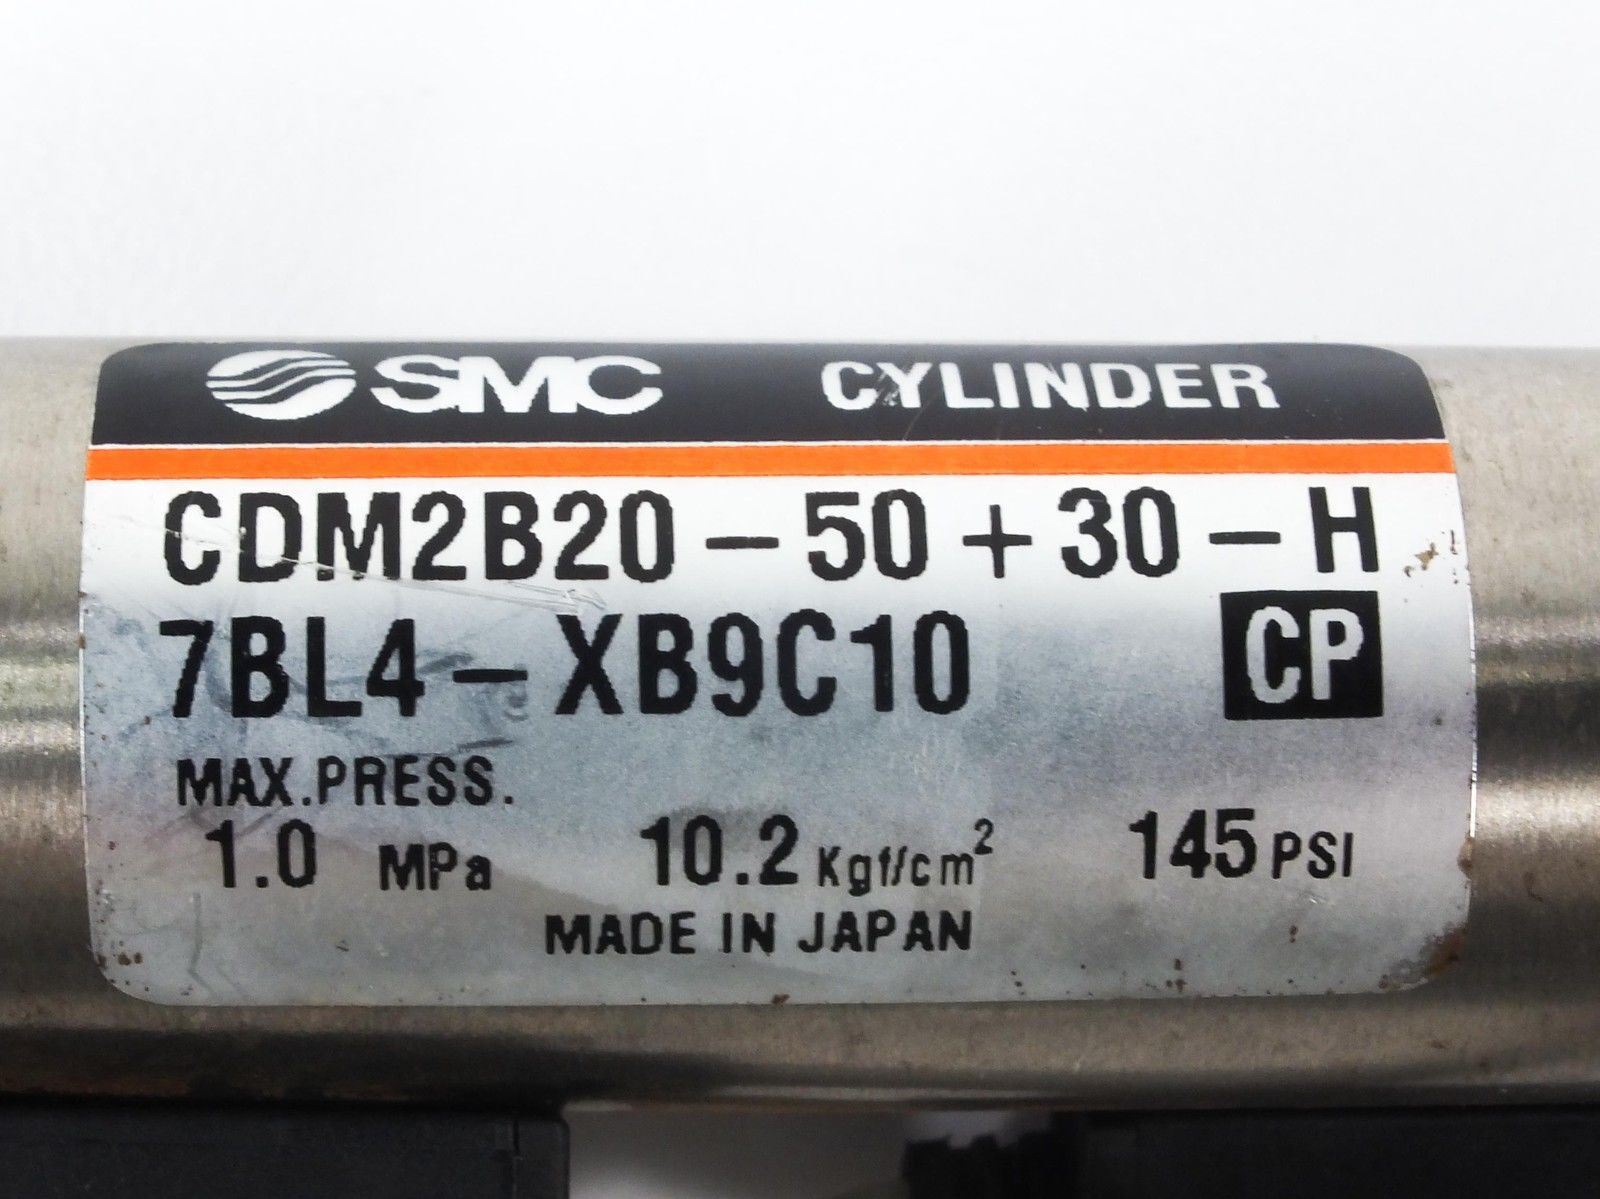 SMC CYLINDER
CDM2B20-50+30-H
7BL4-XB9C10 CP
MAX.PRESS.
1.0 MPa 10.2 Kgf/cm² 145 PSI
MADE IN JAPAN